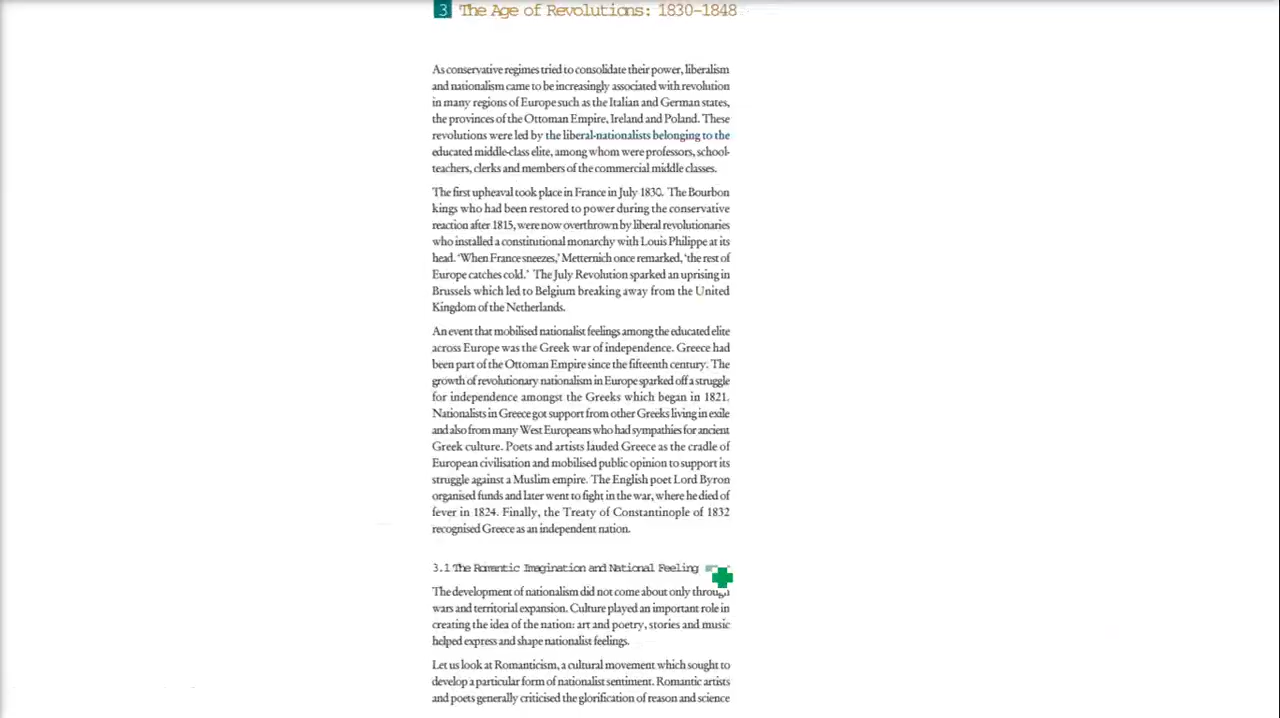 3 The Age of Revolutions: 1830-1848
As conservative regimes tried to consolidate their power, liberalism
and nationalism came to be increasingly associated with revolution
in many regions of Europe such as the Italian and German states,
the provinces of the Ottoman Empire, Ireland and Poland. These
revolutions were led by the liberal-nationalists belonging to the
educated middle-class elite, among whom were professors, school-
teachers, clerks and members of the commercial middle classes.
The first upheaval took place in France in July 1830. The Bourbon
kings who had been restored to power during the conservative
reaction after 1815, were now overthrown by liberal revolutionaries
who installed a constitutional monarchy with Louis Philippe at its
head. 'When France sneezes,' Metternich once remarked, 'the rest of
Europe catches cold.' The July Revolution sparked an uprising in
Brussels which led to Belgium breaking away from the United
Kingdom of the Netherlands.
An event that mobilised nationalist feelings among the educated elite
across Europe was the Greek war of independence. Greece had
been part of the Ottoman Empire since the fifteenth century. The
growth of revolutionary nationalism in Europe sparked off a struggle
for independence amongst the Greeks which began in 1821.
Nationalists in Greece got support from other Greeks living in exile
and also from many West Europeans who had sympathies for ancient
Greek culture. Poets and artists lauded Greece as the cradle of
European civilisation and mobilised public opinion to support its
struggle against a Muslim empire. The English poet Lord Byron
organised funds and later went to fight in the war, where he died of
fever in 1824. Finally, the Treaty of Constantinople of 1832
recognised Greece as an independent nation.
3.1 The Romantic Imagination and National Feeling
The development of nationalism did not come about only through
wars and territorial expansion. Culture played an important role in
creating the idea of the nation: art and poetry, stories and music
helped express and shape nationalist feelings.
Let us look at Romanticism, a cultural movement which sought to
develop a particular form of nationalist sentiment. Romantic artists
and poets generally criticised the glorification of reason and science